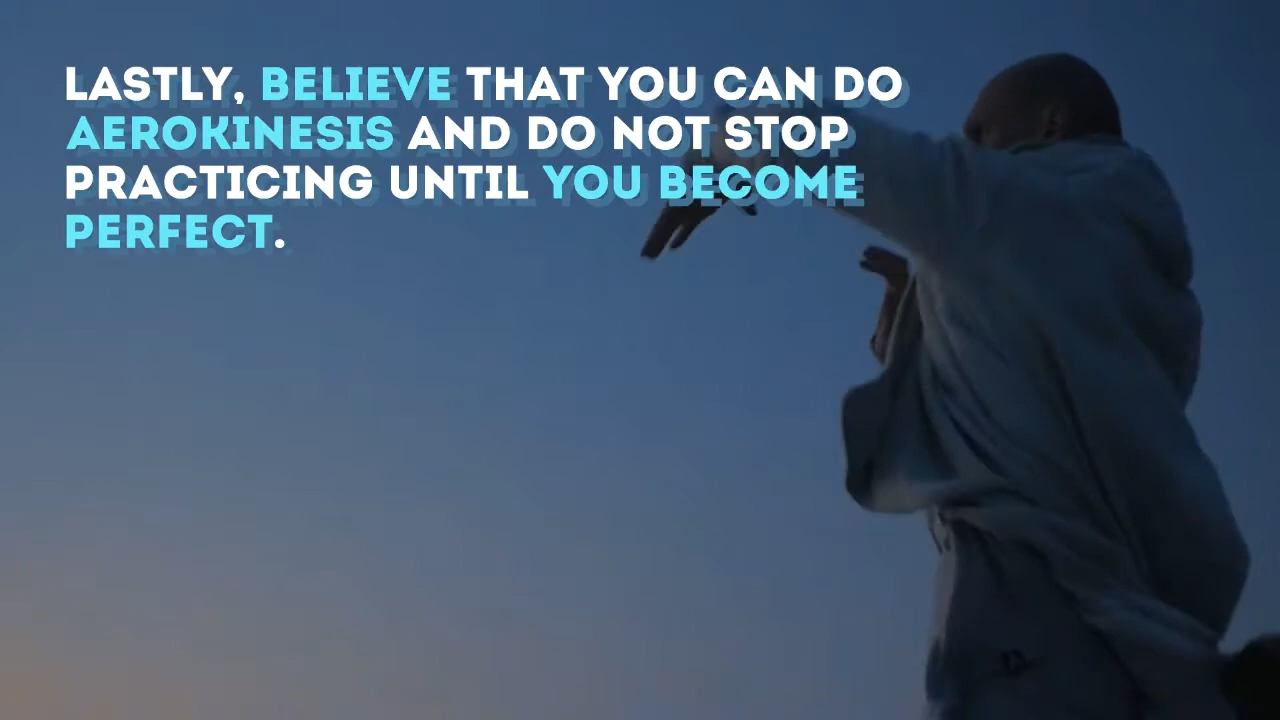 LASTLY, BELIEVE THAT YOU CAN DO
AEROKINESIS AND DO NOT STOP
PRACTICING UNTIL YOU BECOME
PERFECT.